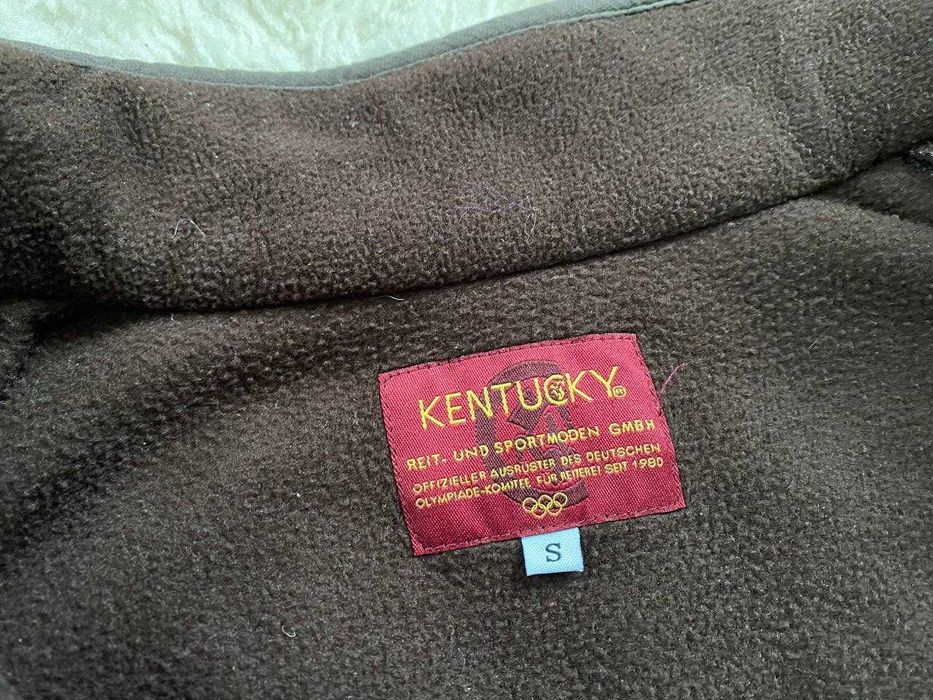 KENTUCKY®
REIT- UND SPORTMODEN GMBH
OFFIZIELLER AUSRÜSTER DES DEUTSCHEN
OLYMPIADE-KOMITEE FÜR REITEREI SEIT 1980
S